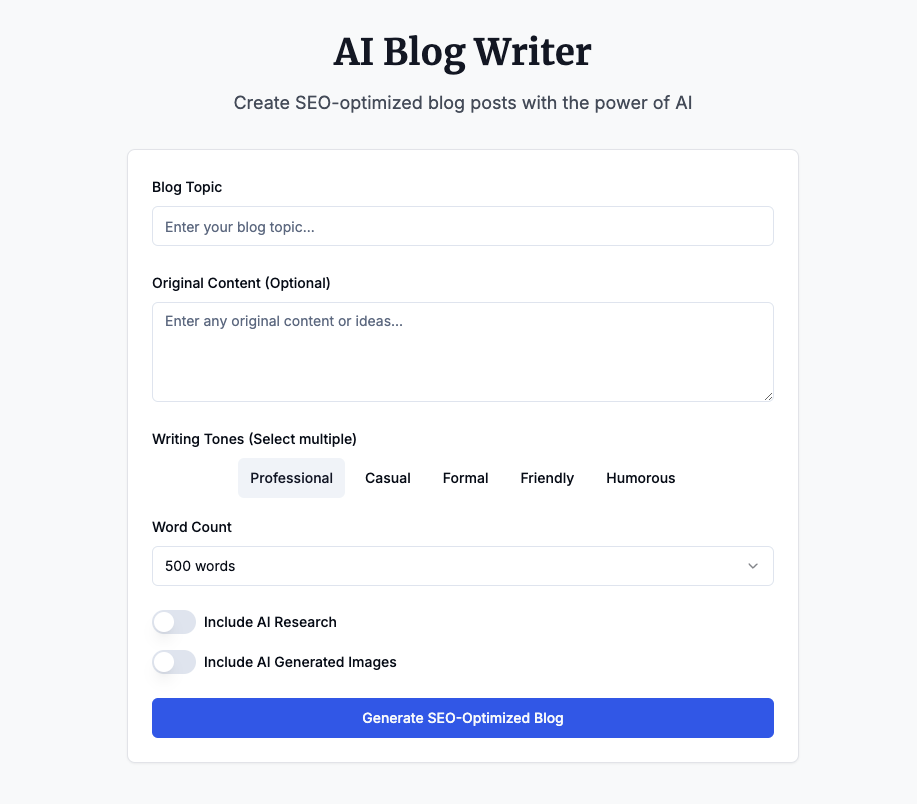 AI Blog Writer
Create SEO-optimized blog posts with the power of AI
Blog Topic
Enter your blog topic...
Original Content (Optional)
Enter any original content or ideas...
Writing Tones (Select multiple)
Professional Casual Formal Friendly Humorous
Word Count
500 words
Include AI Research
Include AI Generated Images
Generate SEO-Optimized Blog